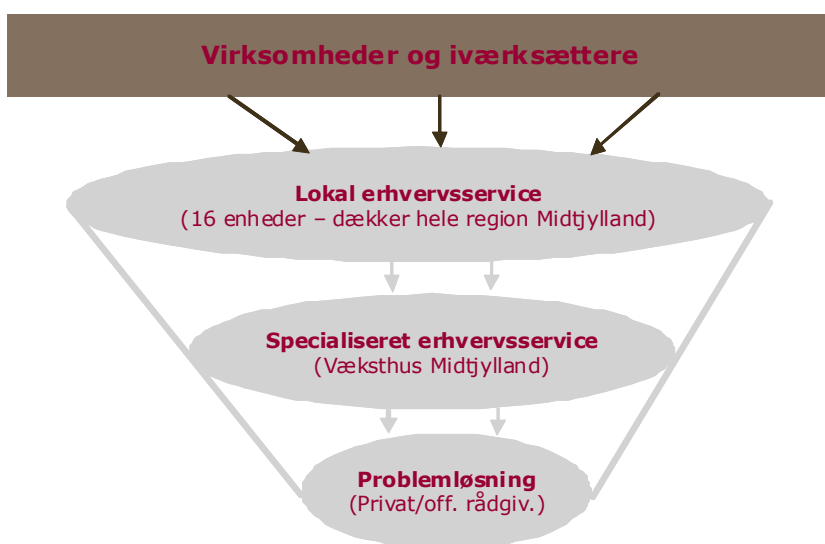 Virksomheder og iværksættere
Lokal erhvervsservice
(16 enheder – dækker hele region Midtjylland)
Specialiseret erhvervsservice
(Væksthus Midtjylland)
Problemløsning
(Privat/off. rådgiv.)